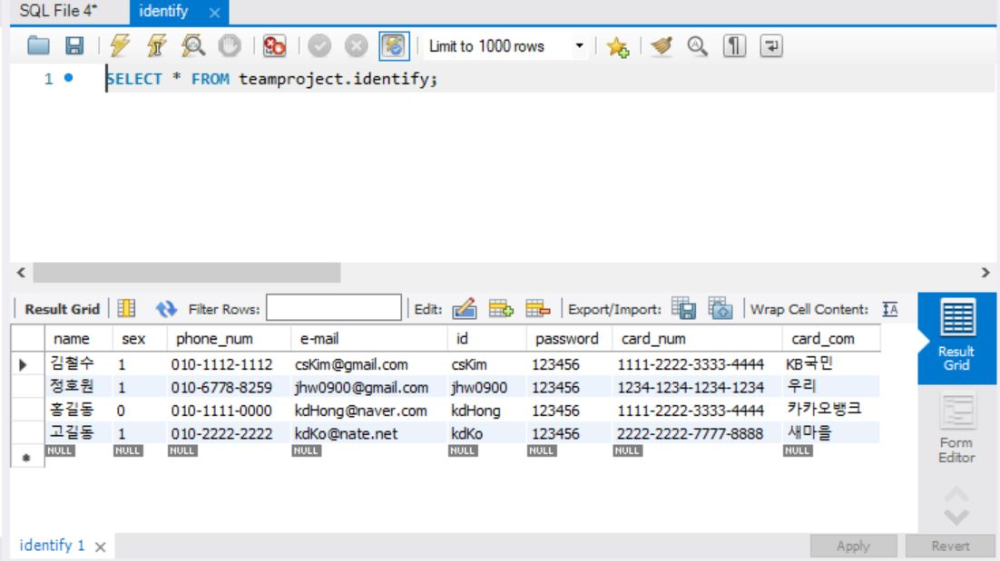 SQL File 4* identify ×
Limit to 1000 rows
1 SELECT * FROM teamproject.identify;
Result Grid Filter Rows: Edit: Export/Import: Wrap Cell Content: IA
name sex phone_num e-mail id password card_num card_com
김철수 1 010-1112-1112 csKim@gmail.com csKim 123456 1111-2222-3333-4444 KB국민
정호원 1 010-6778-8259 jhw0900@gmail.com jhw0900 123456 1234-1234-1234-1234 우리
홍길동 0 010-1111-0000 kdHong@naver.com kdHong 123456 1111-2222-3333-4444 카카오뱅크
고길동 1 010-2222-2222 kdKo@nate.net kdKo 123456 2222-2222-7777-8888 새마을
NULL NULL NULL NULL NULL NULL NULL NULL
Result
Grid
Form
Editor
identify 1 × Apply Revert